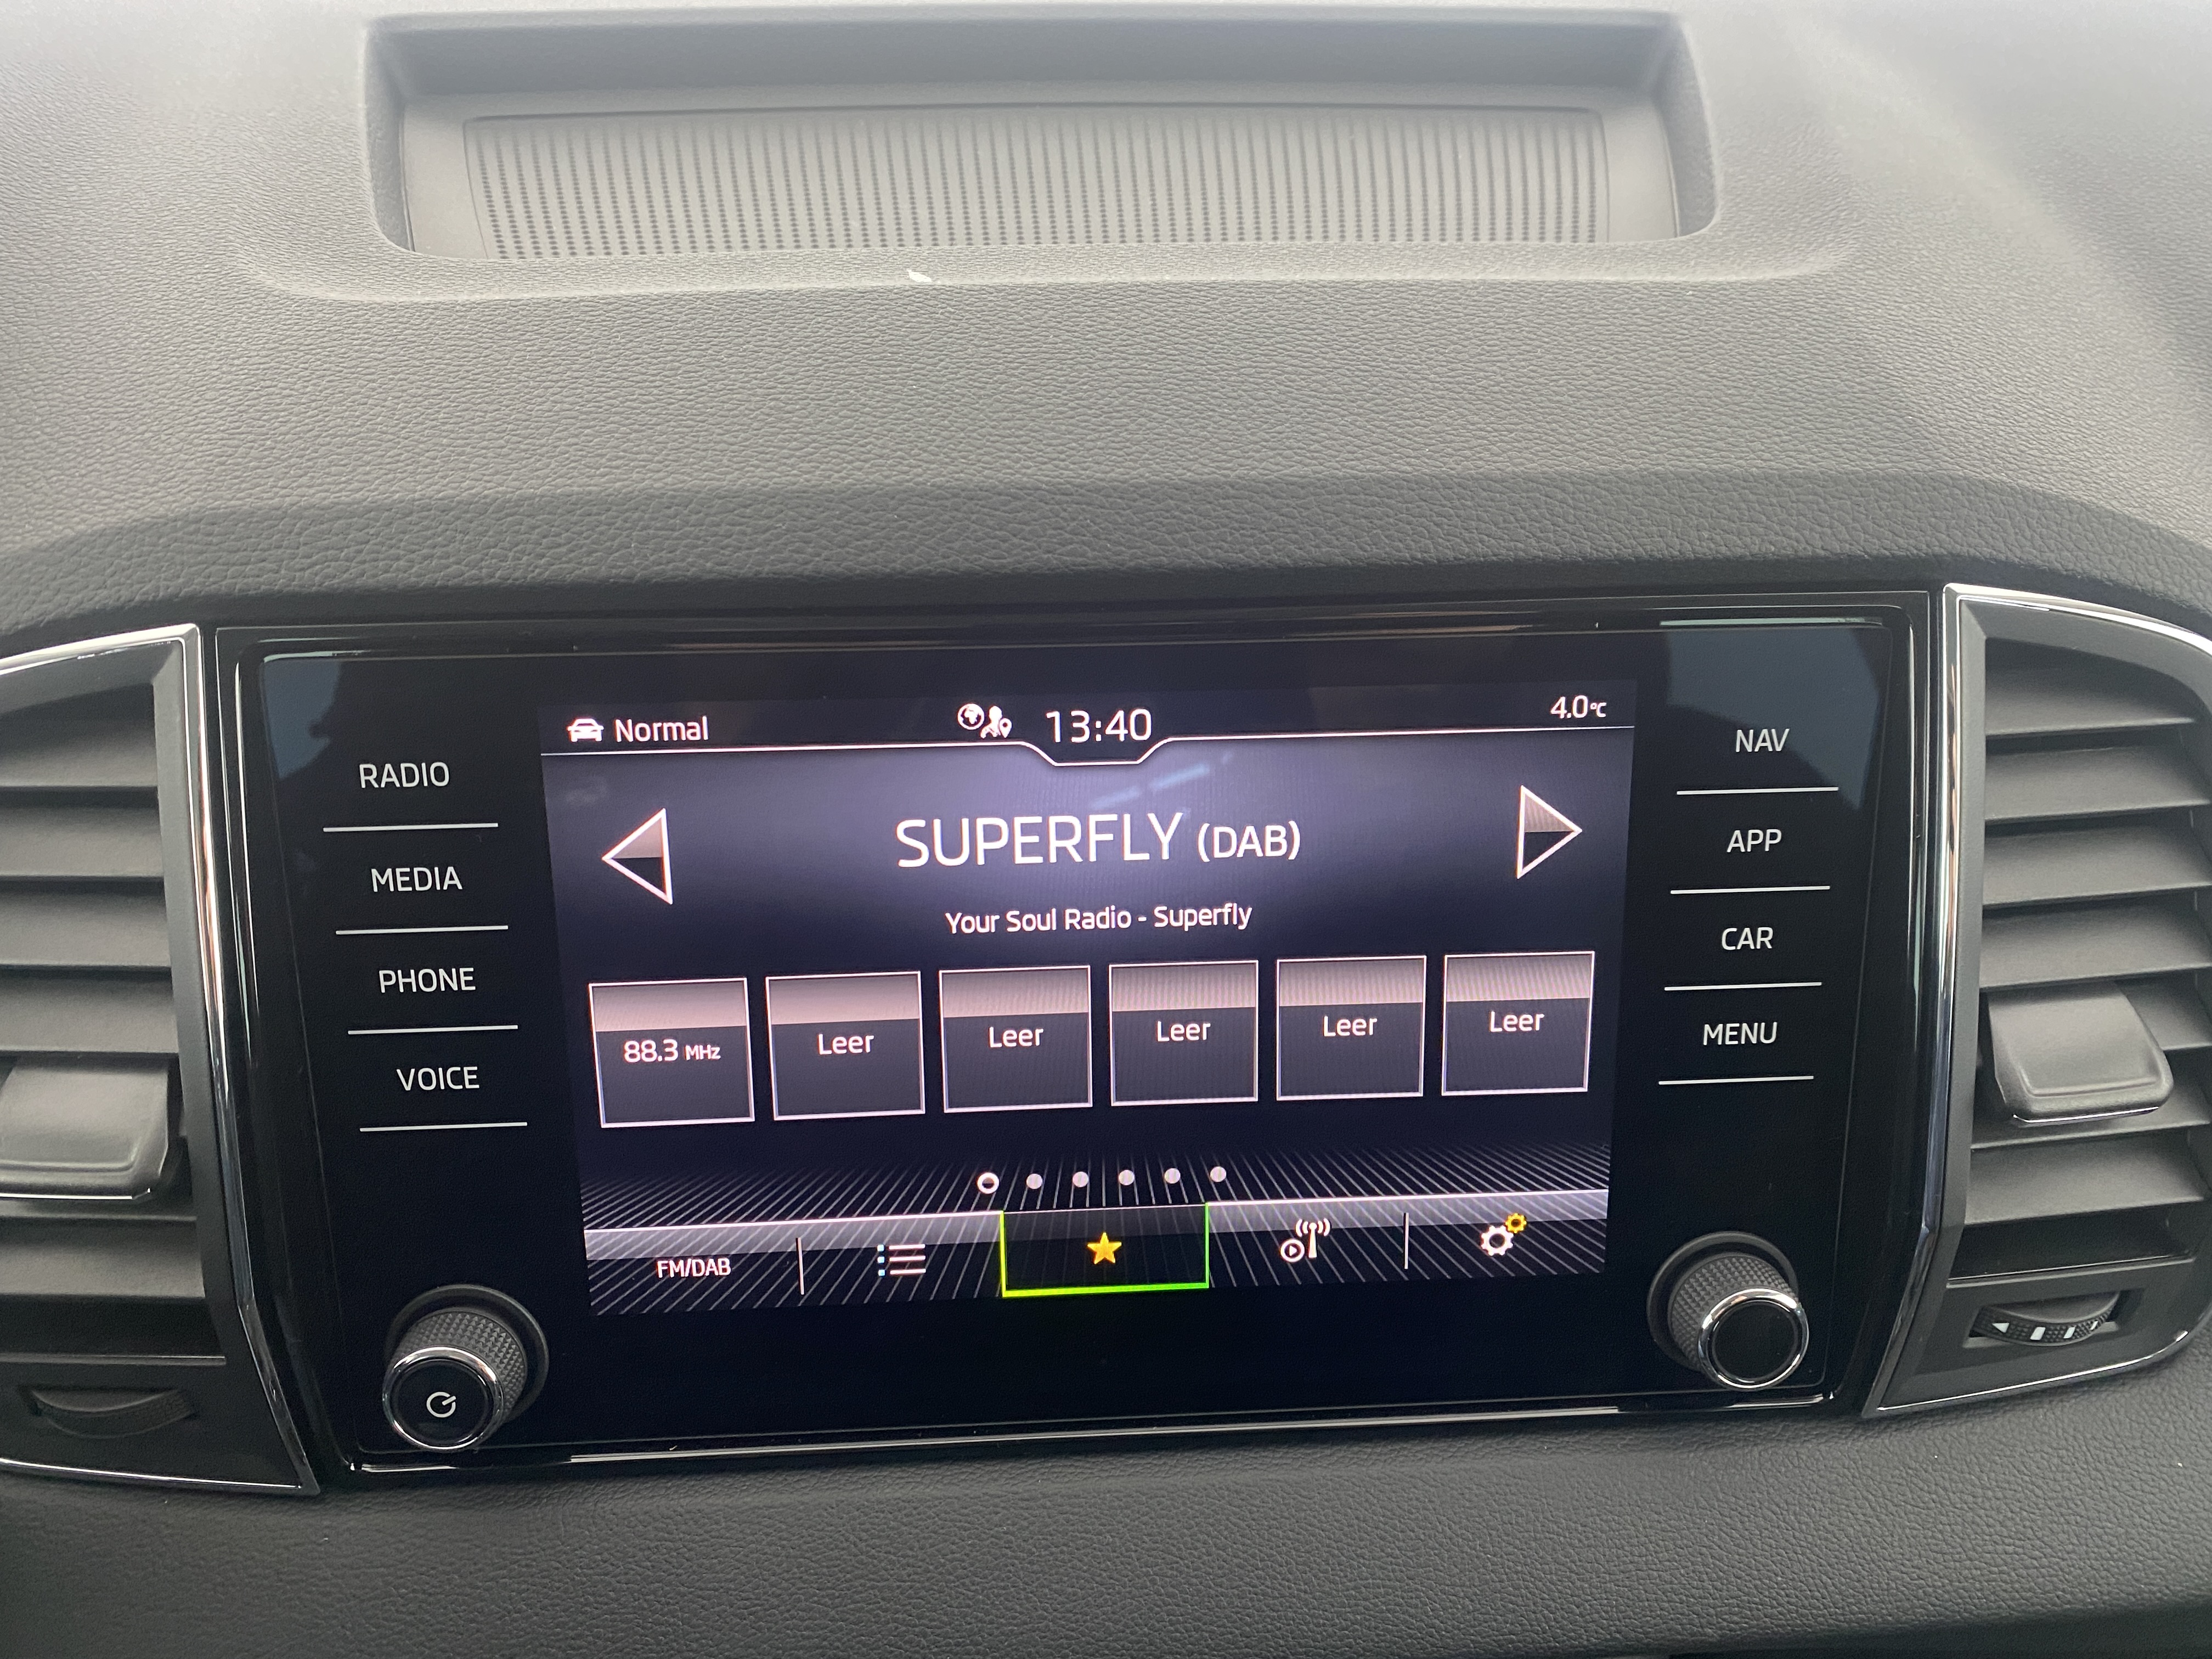 Normal
13:40
4.0°C
RADIO
MEDIA
PHONE
VOICE
SUPERFLY (DAB)
Your Soul Radio - Superfly
88.3 MHz
Leer
Leer
Leer
Leer
Leer
FM/DAB
NAV
APP
CAR
MENU